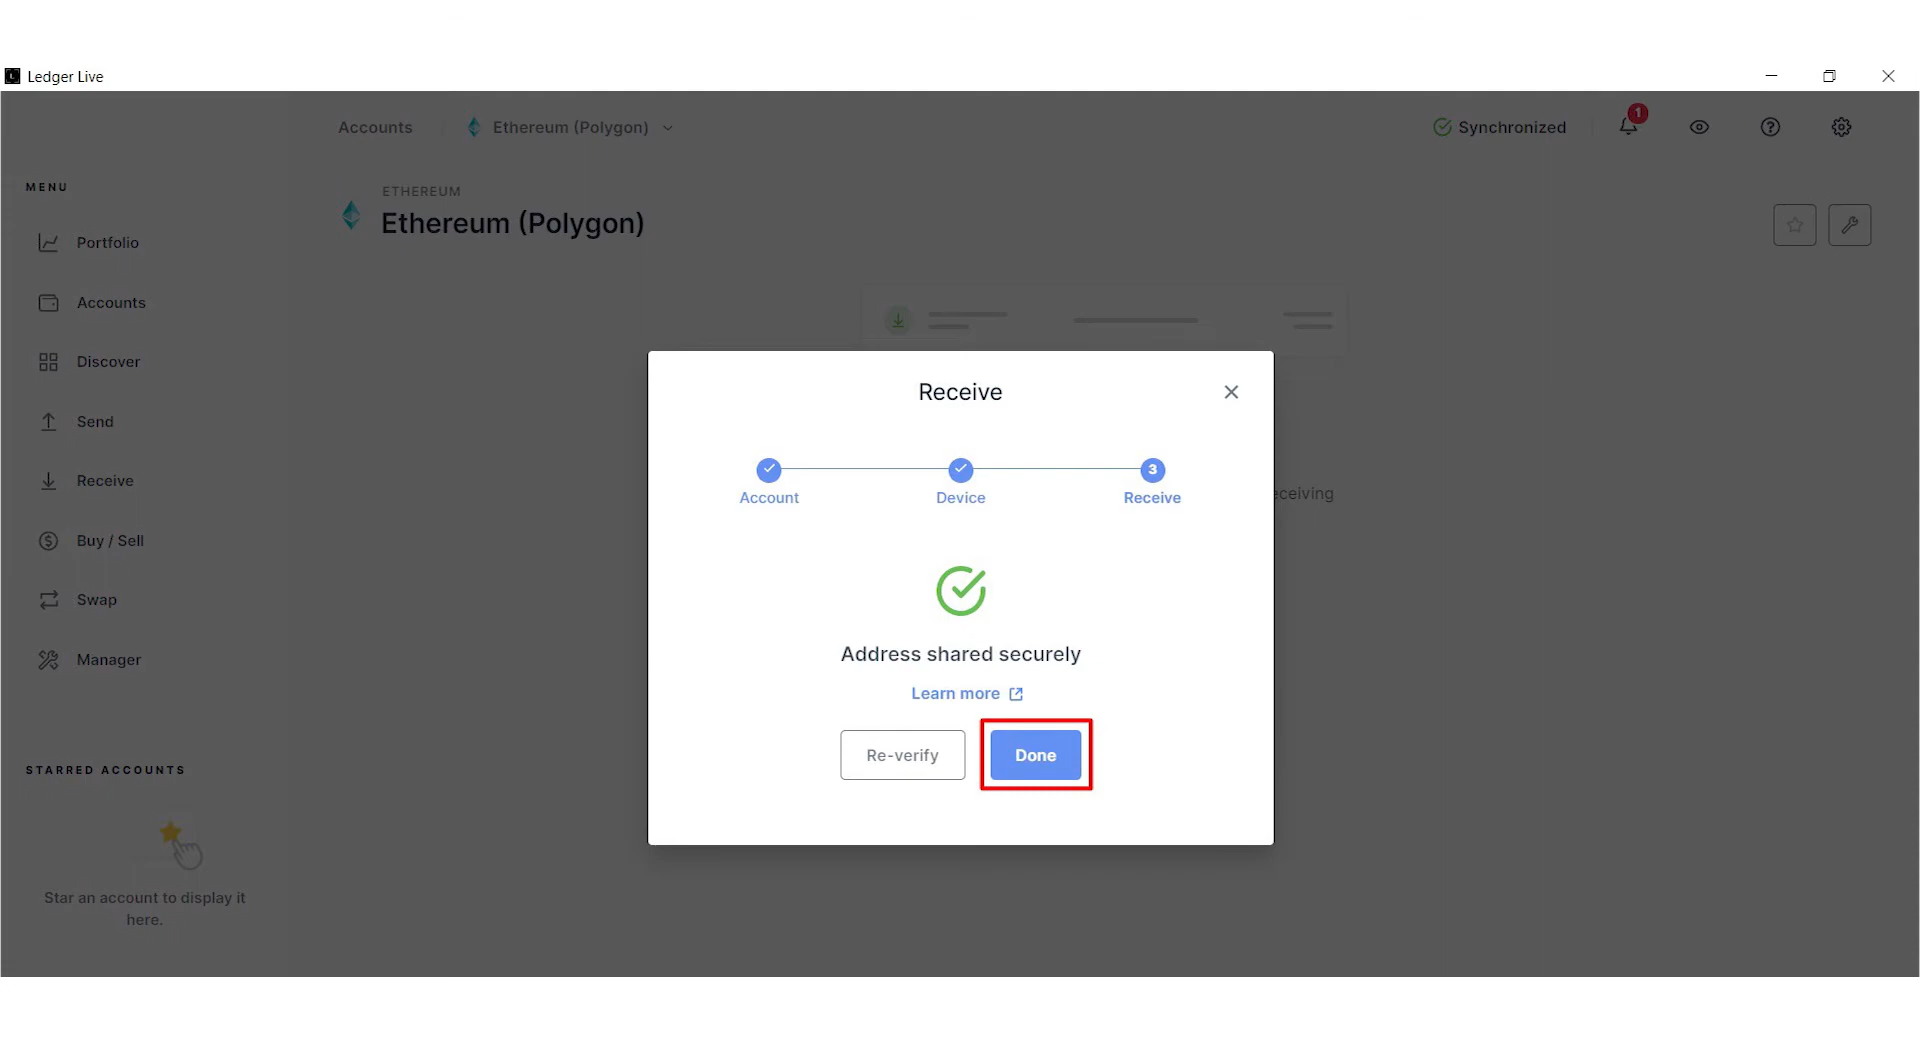 Ledger Live
Accounts
Ethereum (Polygon)
Synchronized
1
MENU
ETHEREUM
Ethereum (Polygon)
Portfolio
Accounts
Discover
Send
Receive
Buy / Sell
Swap
Manager
STARRED ACCOUNTS
Star an account to display it
here.
Receive
Account
Device
3
Receive
eceiving
Address shared securely
Learn more
Re-verify
Done